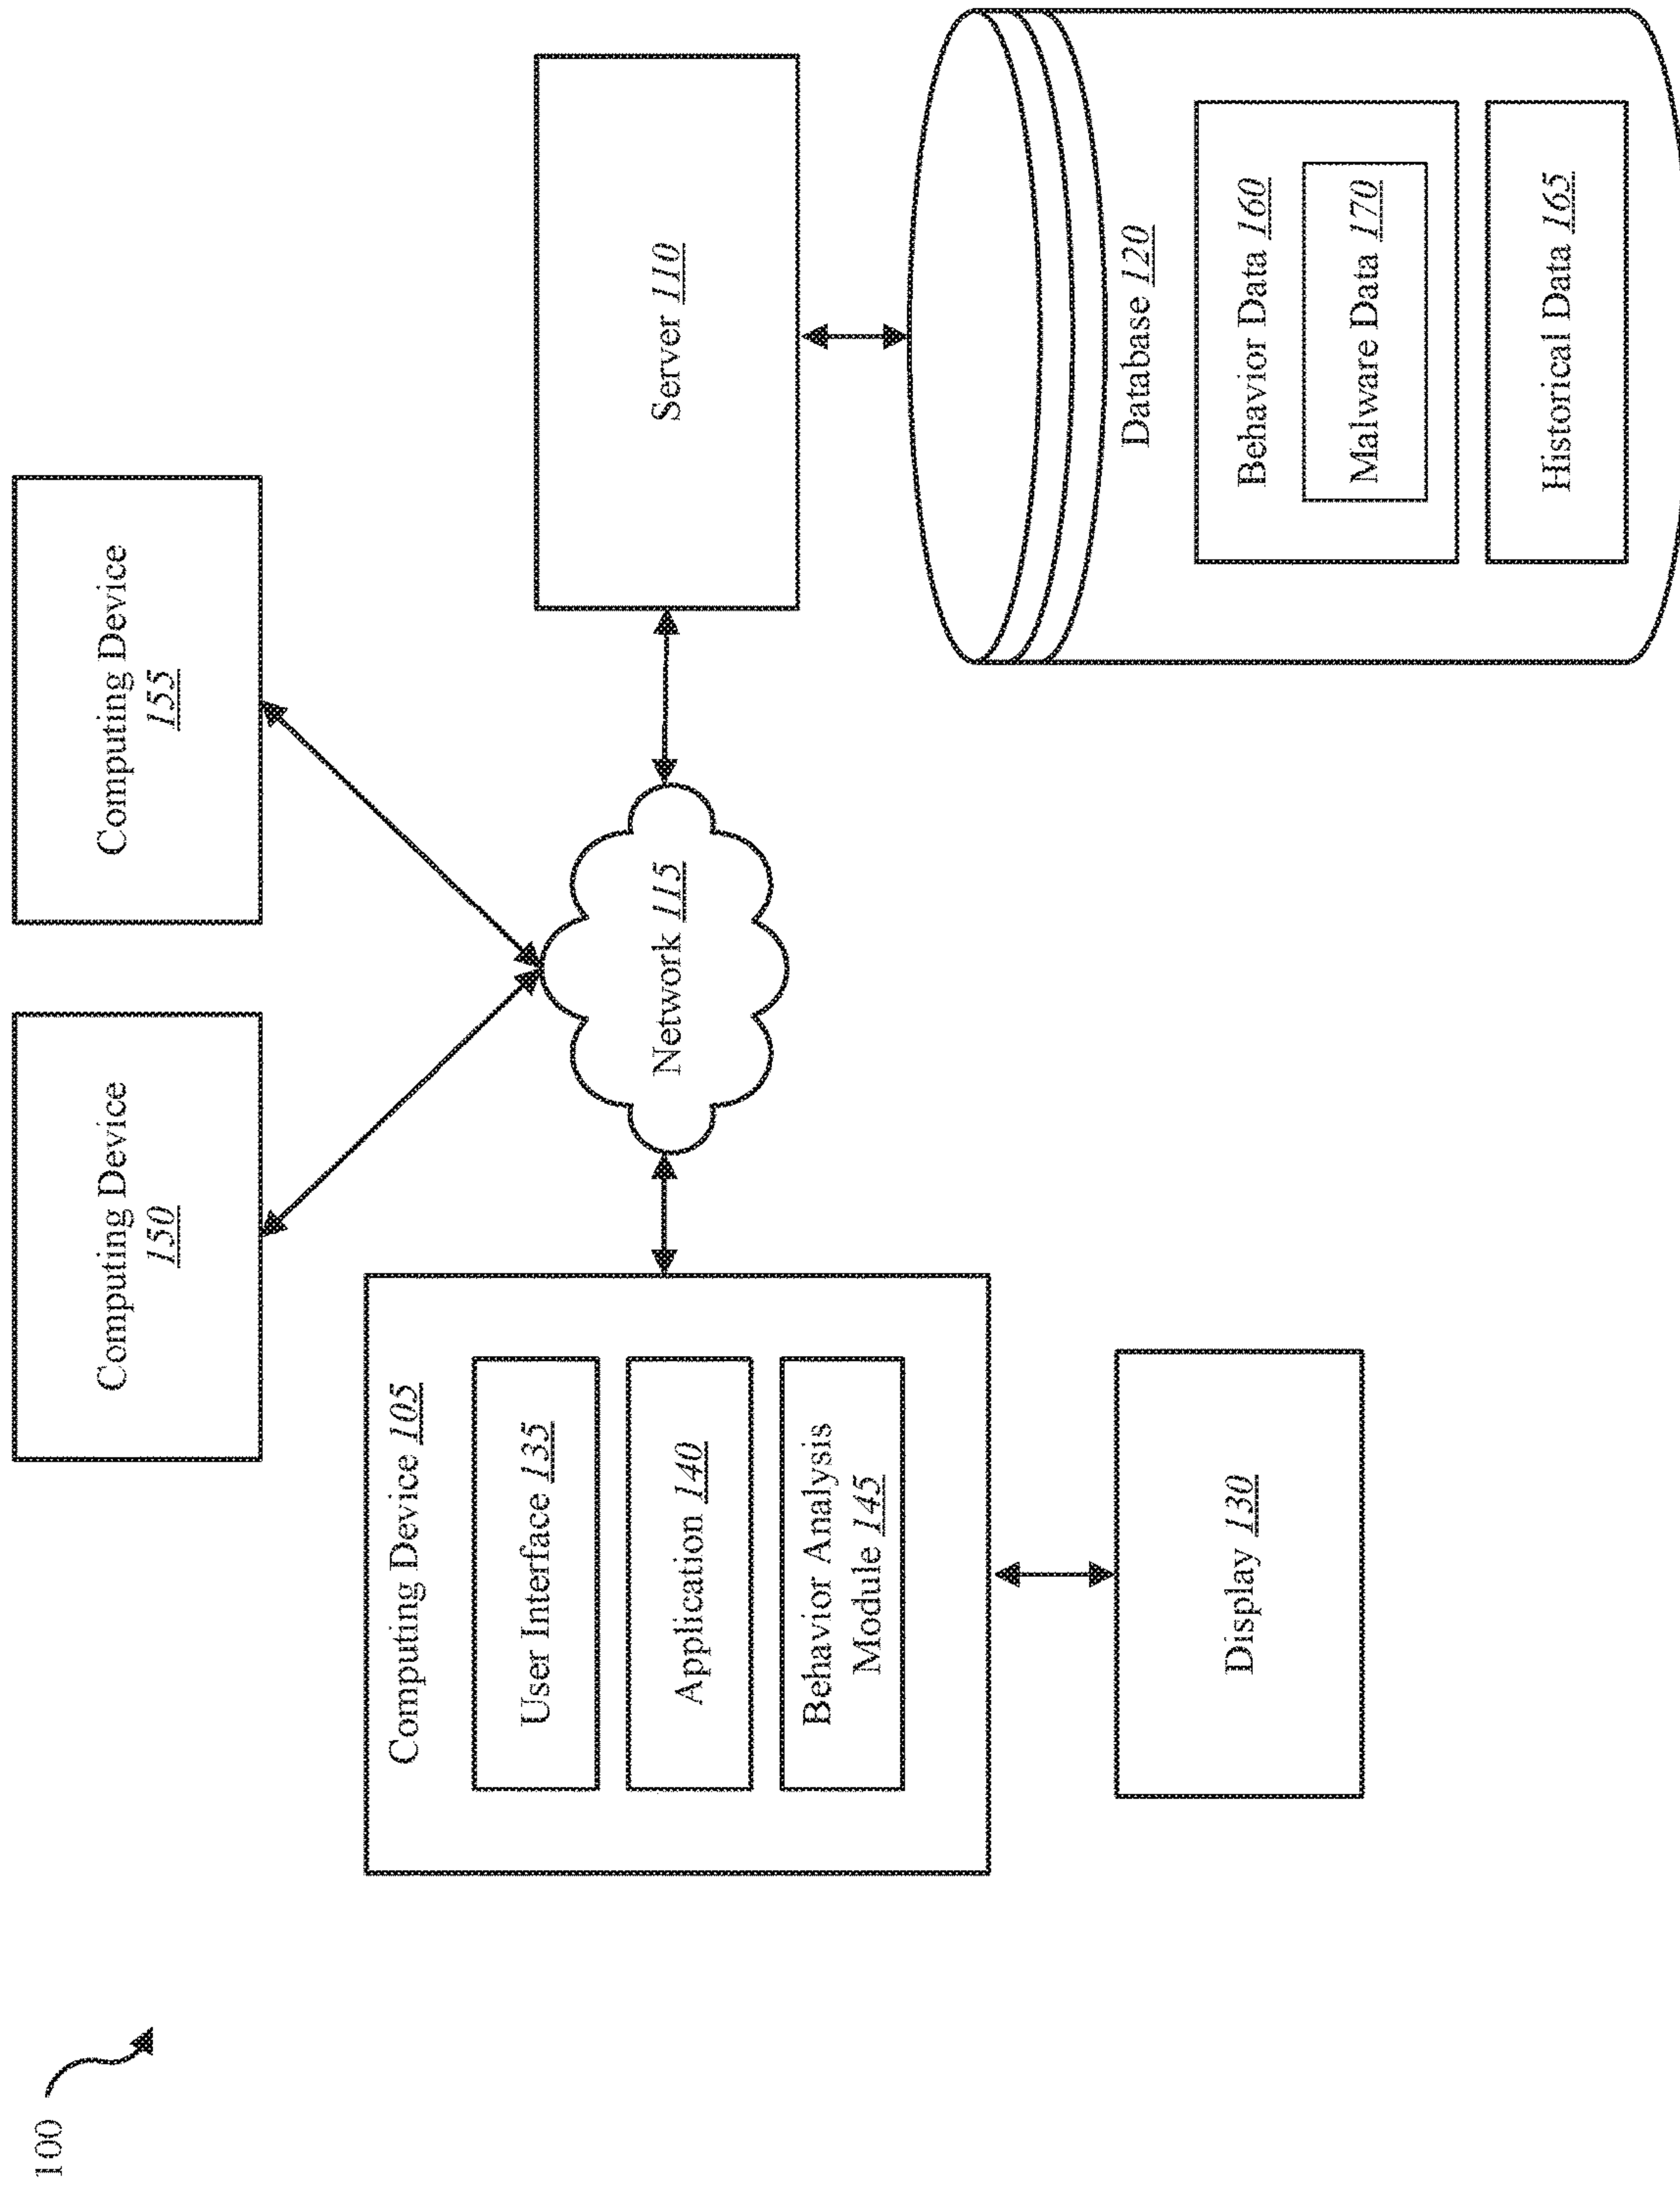 100
Computing Device
150
Computing Device
155
Computing Device 105
User Interface 135
Application 140
Behavior Analysis
Module 145
Network 115
Server 110
Display 130
Database 120
Behavior Data 160
Malware Data 170
Historical Data 165